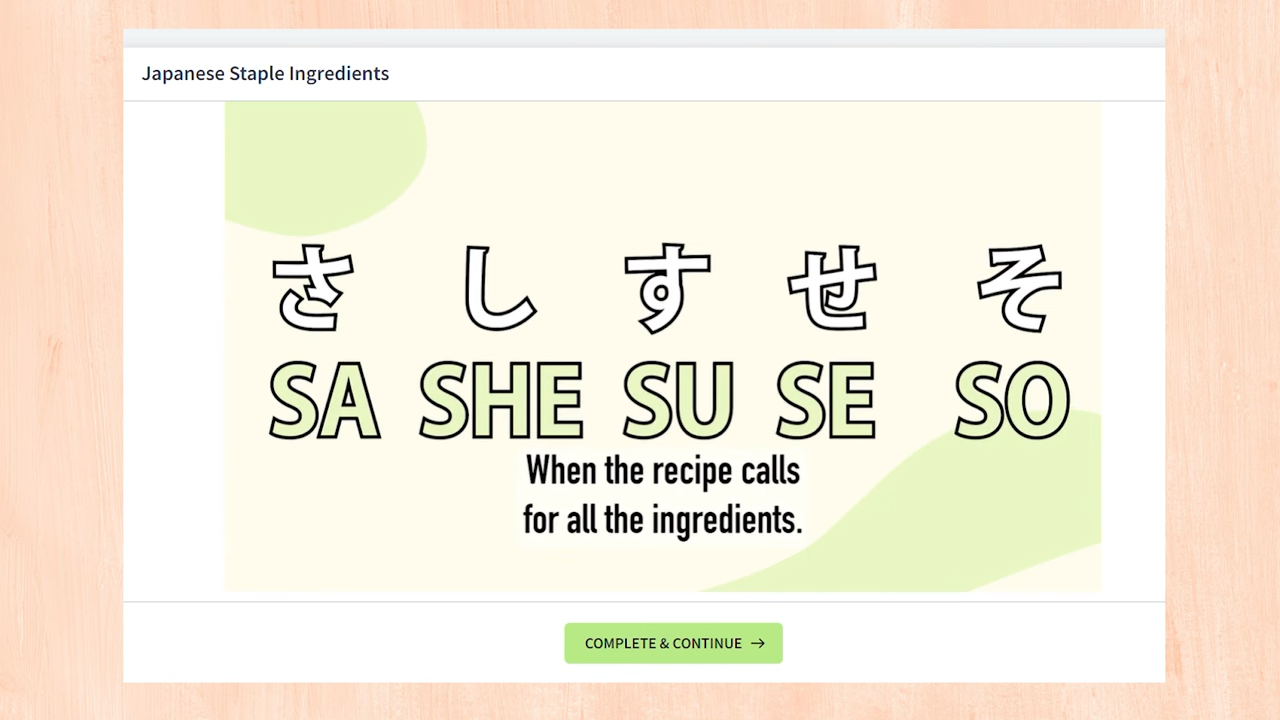 Japanese Staple Ingredients
さ し す せ そ
SA SHE SU SE SO
When the recipe calls
for all the ingredients.
COMPLETE & CONTINUE →